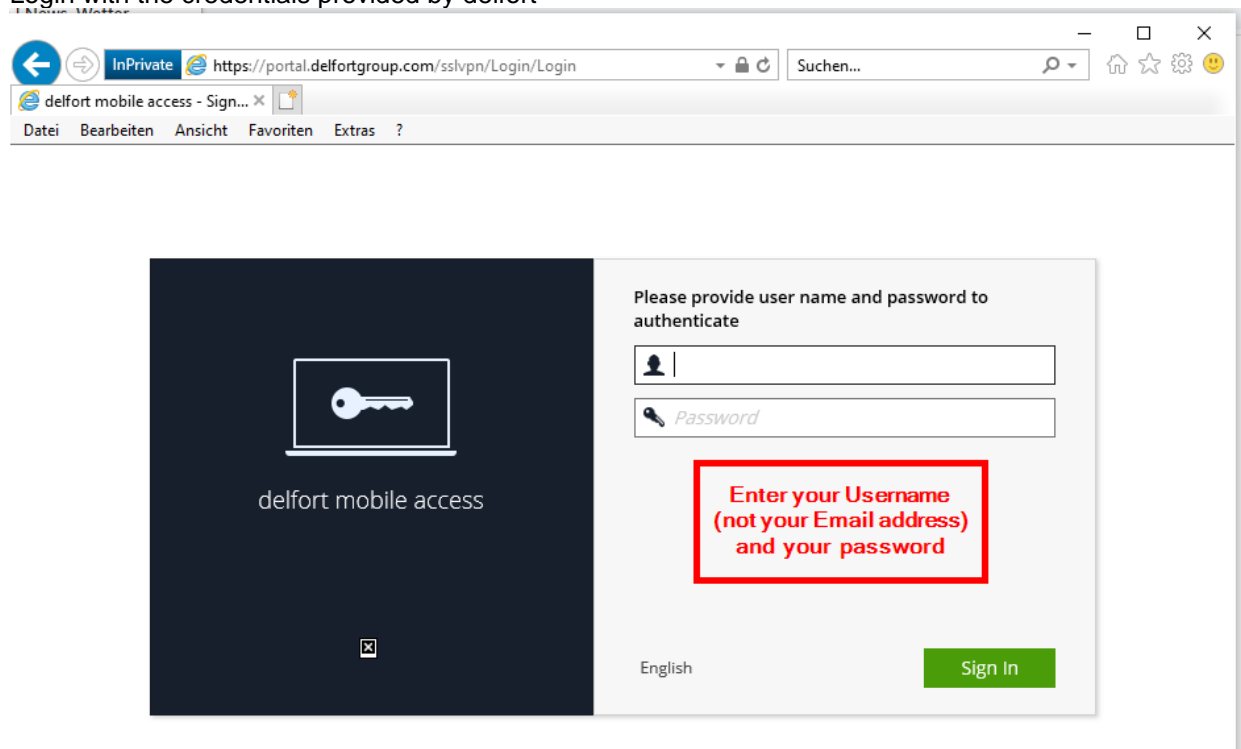 Login with the credentials provided by delfort
InPrivate https://portal.delfortgroup.com/sslvpn/Login/Login Suchen...
delfort mobile access - Sign...
Datei Bearbeiten Ansicht Favoriten Extras ?
Please provide user name and password to
authenticate
Password
delfort mobile access
Enter your Username
(not your Email address)
and your password
English Sign In